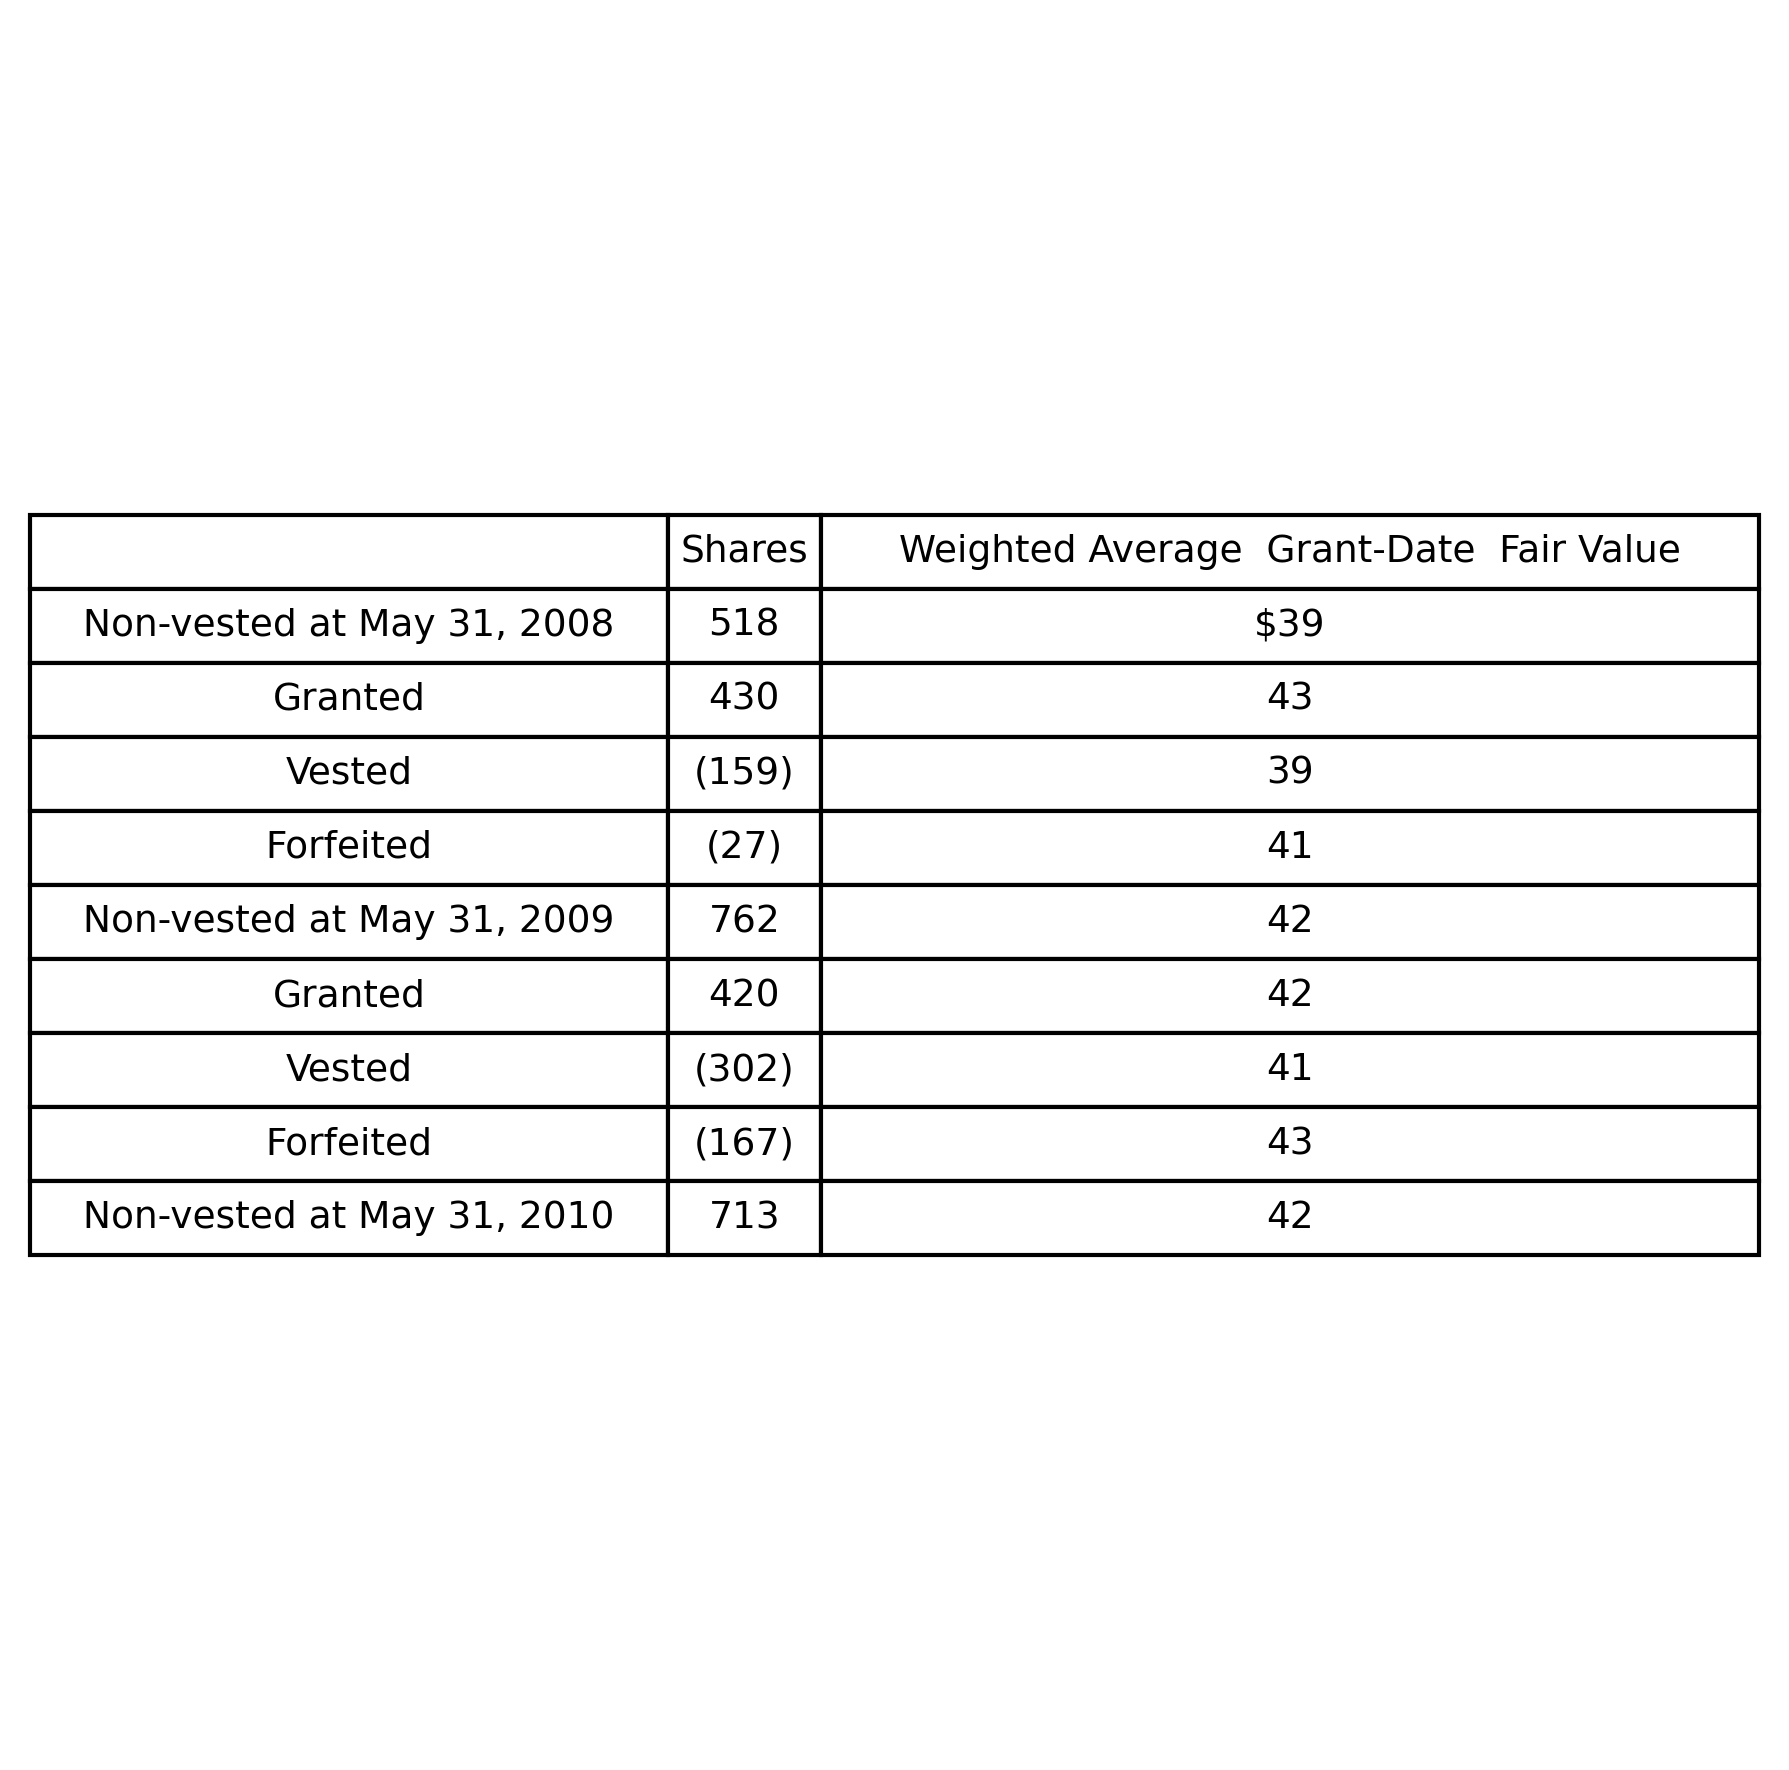 Shares Weighted Average  Grant-Date  Fair Value
Non-vested at May 31, 2008 518 $39
Granted 430 43
Vested (159) 39
Forfeited (27) 41
Non-vested at May 31, 2009 762 42
Granted 420 42
Vested (302) 41
Forfeited (167) 43
Non-vested at May 31, 2010 713 42